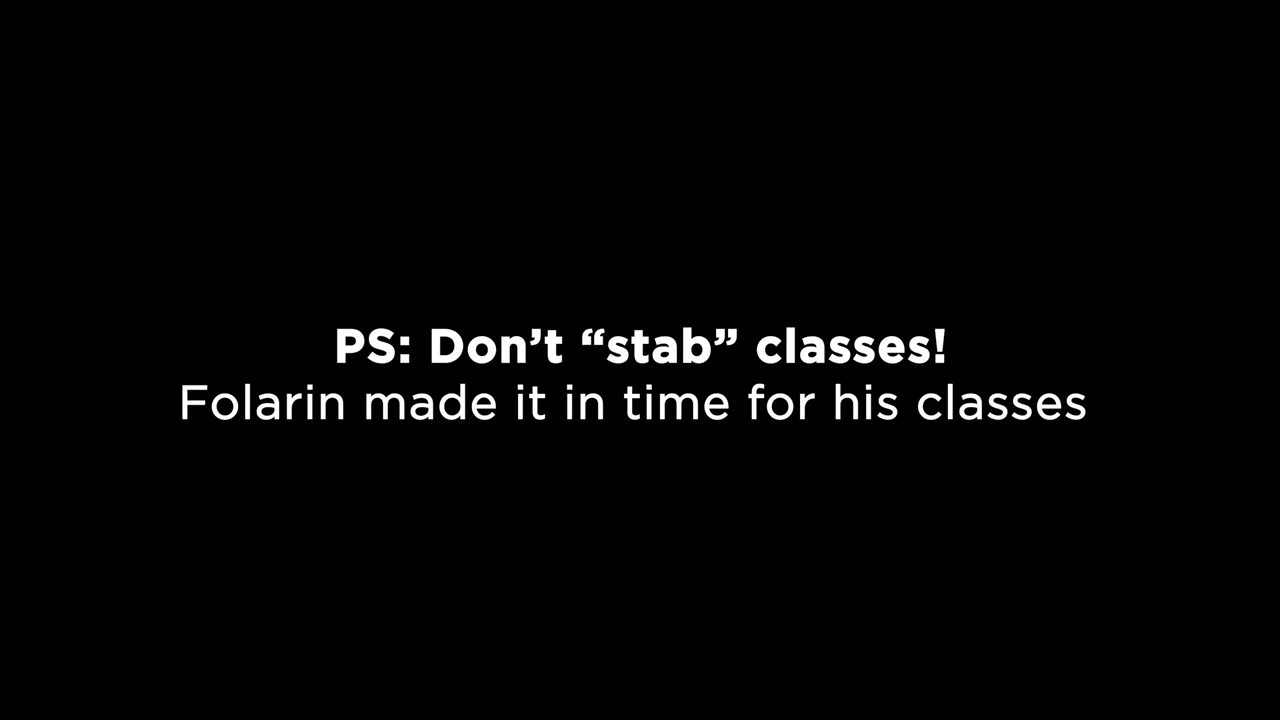 PS: Don’t “stab” classes!
Folarin made it in time for his classes